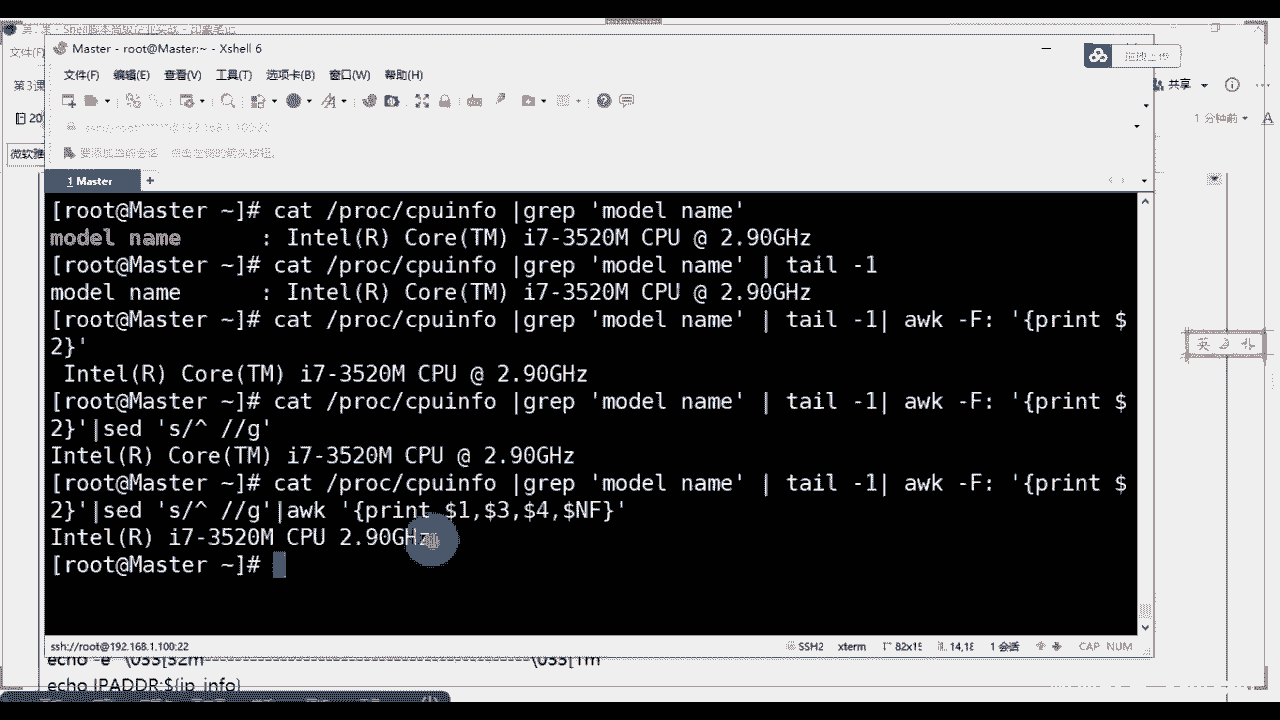 Master - root@Master:~ - Xshell 6
文件(F) 编辑(E) 查看(V) 工具(T) 选项卡(B) 窗口(W) 帮助(H)
共享
1 分钟前
1 Master +
[root@Master ~]# cat /proc/cpuinfo |grep 'model name'
model name      : Intel(R) Core(TM) i7-3520M CPU @ 2.90GHz
[root@Master ~]# cat /proc/cpuinfo |grep 'model name' | tail -1
model name      : Intel(R) Core(TM) i7-3520M CPU @ 2.90GHz
[root@Master ~]# cat /proc/cpuinfo |grep 'model name' | tail -1| awk -F: '{print $
2}'
 Intel(R) Core(TM) i7-3520M CPU @ 2.90GHz
[root@Master ~]# cat /proc/cpuinfo |grep 'model name' | tail -1| awk -F: '{print $
2}'|sed 's/^ //g'
Intel(R) Core(TM) i7-3520M CPU @ 2.90GHz
[root@Master ~]# cat /proc/cpuinfo |grep 'model name' | tail -1| awk -F: '{print $
2}'|sed 's/^ //g'|awk '{print $1,$3,$4,$NF}'
Intel(R) i7-3520M CPU 2.90GHz
[root@Master ~]#
英
ssh://root@192.168.1.100:22 SSH2 xterm 82x15 14,18 1 会话 CAP NUM
echo IPADDR:${ip_info}